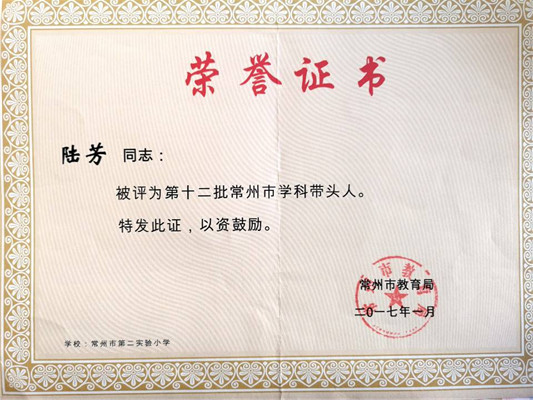 荣誉证书
陆芳 同志：
被评为第十二批常州市学科带头人。
特发此证，以资鼓励。
常州市教育局
二〇一七年一月
学校：常州市第二实验小学